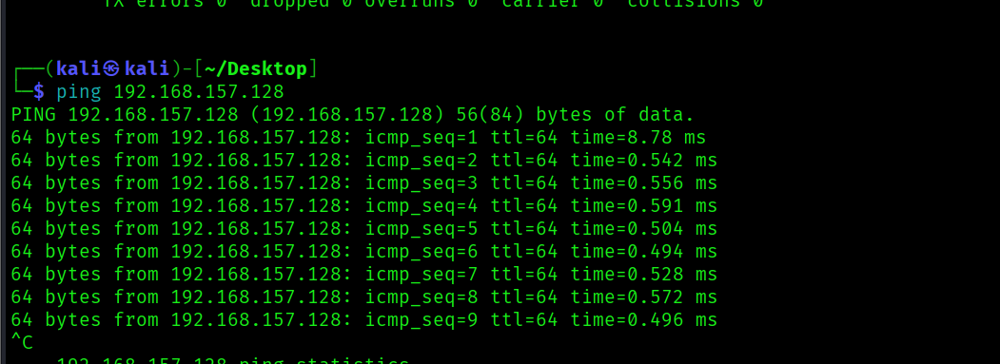 TX errors 0 dropped 0 overruns 0 carrier 0 collisions 0
┌──(kali㉿kali)-[~/Desktop]
└─$ ping 192.168.157.128
PING 192.168.157.128 (192.168.157.128) 56(84) bytes of data.
64 bytes from 192.168.157.128: icmp_seq=1 ttl=64 time=8.78 ms
64 bytes from 192.168.157.128: icmp_seq=2 ttl=64 time=0.542 ms
64 bytes from 192.168.157.128: icmp_seq=3 ttl=64 time=0.556 ms
64 bytes from 192.168.157.128: icmp_seq=4 ttl=64 time=0.591 ms
64 bytes from 192.168.157.128: icmp_seq=5 ttl=64 time=0.504 ms
64 bytes from 192.168.157.128: icmp_seq=6 ttl=64 time=0.494 ms
64 bytes from 192.168.157.128: icmp_seq=7 ttl=64 time=0.528 ms
64 bytes from 192.168.157.128: icmp_seq=8 ttl=64 time=0.572 ms
64 bytes from 192.168.157.128: icmp_seq=9 ttl=64 time=0.496 ms
^C
192.168.157.128 ping statistics